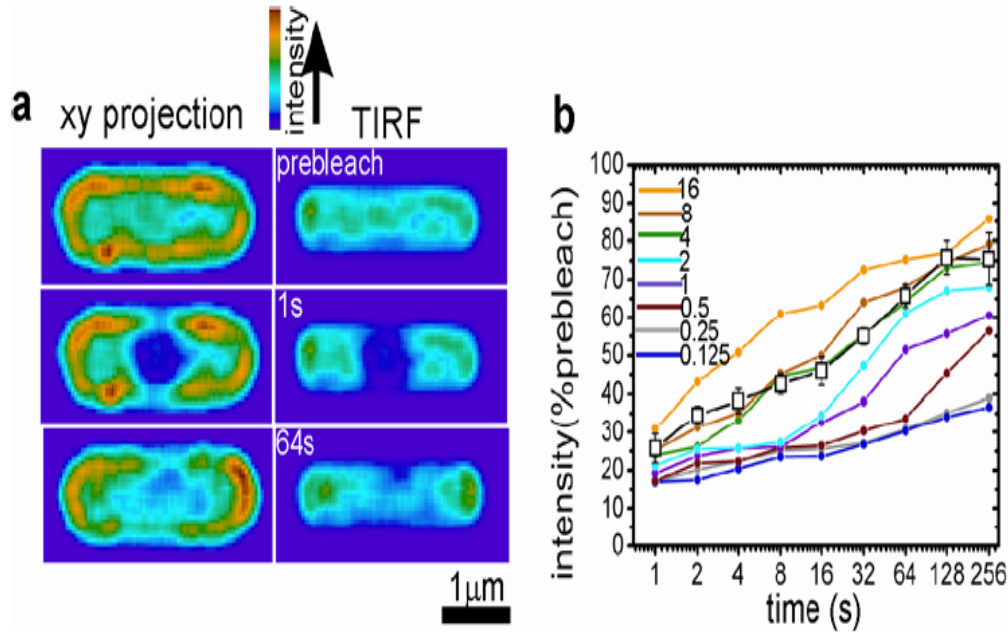 a
xy projection
intensity
TIRF
prebleach
1s
64s
1μm
b
intensity(%prebleach)
100
90
80
70
60
50
40
30
20
10
0
16
8
4
2
1
0.5
0.25
0.125
1 2 4 8 16 32 64 128 256
time (s)